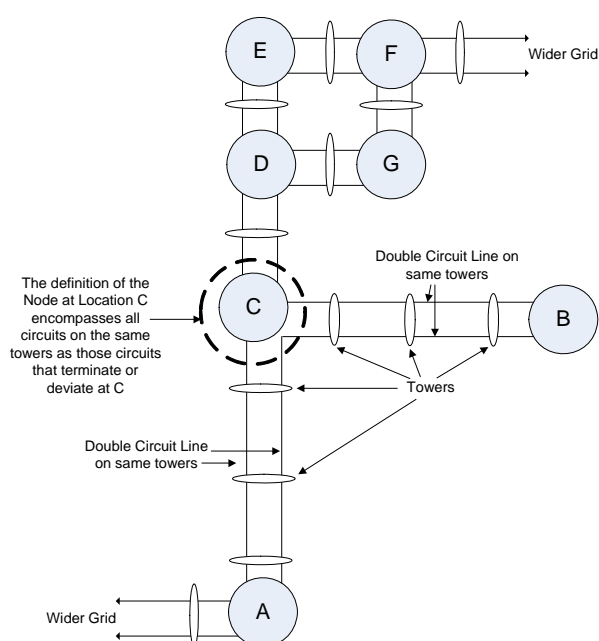 E
F
Wider Grid
D
G
Double Circuit Line on
same towers
The definition of the
Node at Location C
encompasses all
circuits on the same
towers as those circuits
that terminate or
deviate at C
C
B
Towers
Double Circuit Line
on same towers
Wider Grid
A